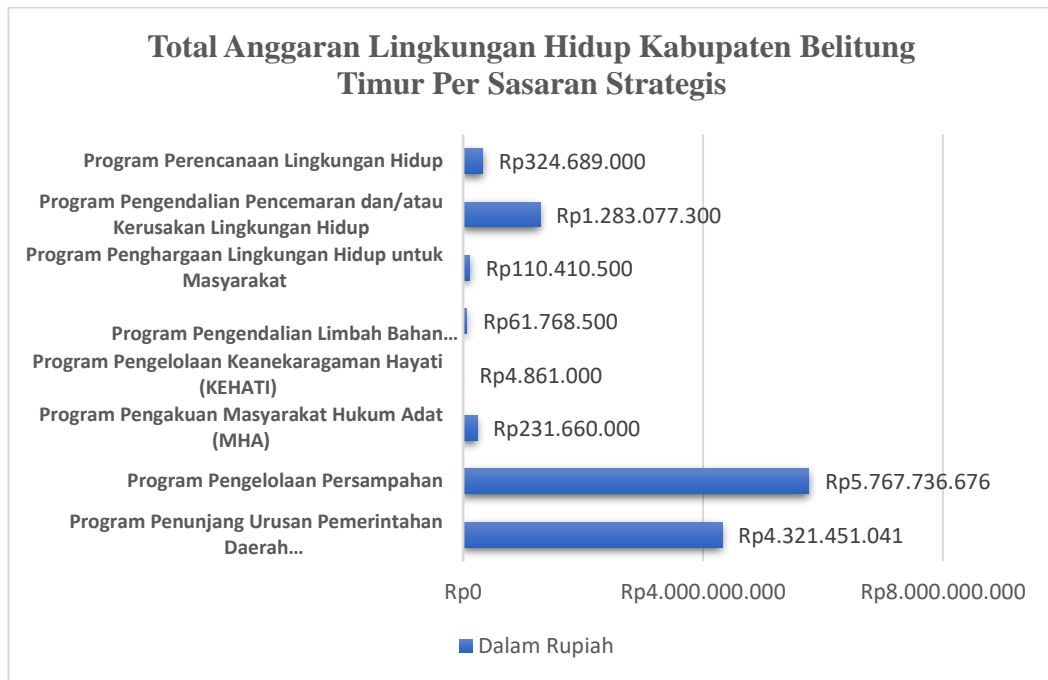 Total Anggaran Lingkungan Hidup Kabupaten Belitung
Timur Per Sasaran Strategis
Program Perencanaan Lingkungan Hidup
Rp324.689.000
Program Pengendalian Pencemaran dan/atau
Kerusakan Lingkungan Hidup
Rp1.283.077.300
Program Penghargaan Lingkungan Hidup untuk
Masyarakat
Rp110.410.500
Program Pengendalian Limbah Bahan…
Rp61.768.500
Program Pengelolaan Keanekaragaman Hayati
(KEHATI)
Rp4.861.000
Program Pengakuan Masyarakat Hukum Adat
(MHA)
Rp231.660.000
Program Pengelolaan Persampahan
Rp5.767.736.676
Program Penunjang Urusan Pemerintahan
Daerah…
Rp4.321.451.041
Rp0 Rp4.000.000.000 Rp8.000.000.000
Dalam Rupiah